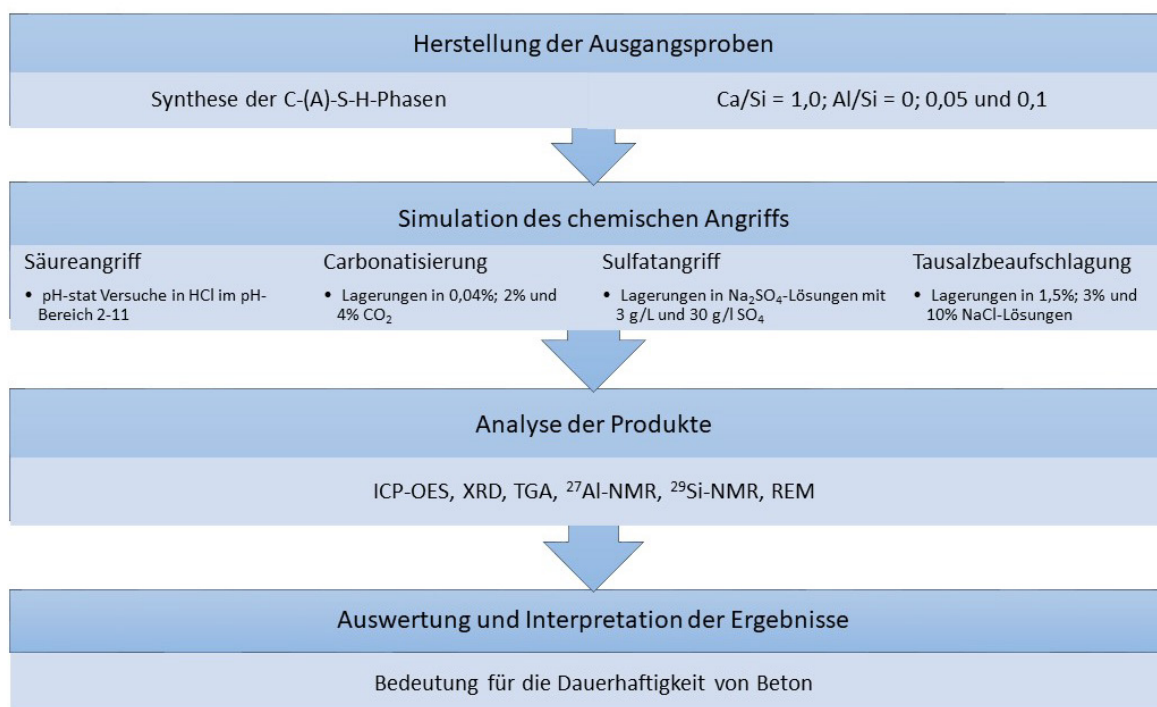 Herstellung der Ausgangsproben
Synthese der C-(A)-S-H-Phasen
Ca/Si = 1,0; Al/Si = 0; 0,05 und 0,1
Simulation des chemischen Angriffs
Säureangriff
• pH-stat Versuche in HCl im pH-
Bereich 2-11
Carbonatisierung
• Lagerungen in 0,04%; 2% und
4% CO₂
Sulfatangriff
• Lagerungen in Na₂SO₄-Lösungen mit
3 g/L und 30 g/l SO₄
Tausalzbeaufschlagung
• Lagerungen in 1,5%; 3% und
10% NaCl-Lösungen
Analyse der Produkte
ICP-OES, XRD, TGA, ²⁷Al-NMR, ²⁹Si-NMR, REM
Auswertung und Interpretation der Ergebnisse
Bedeutung für die Dauerhaftigkeit von Beton